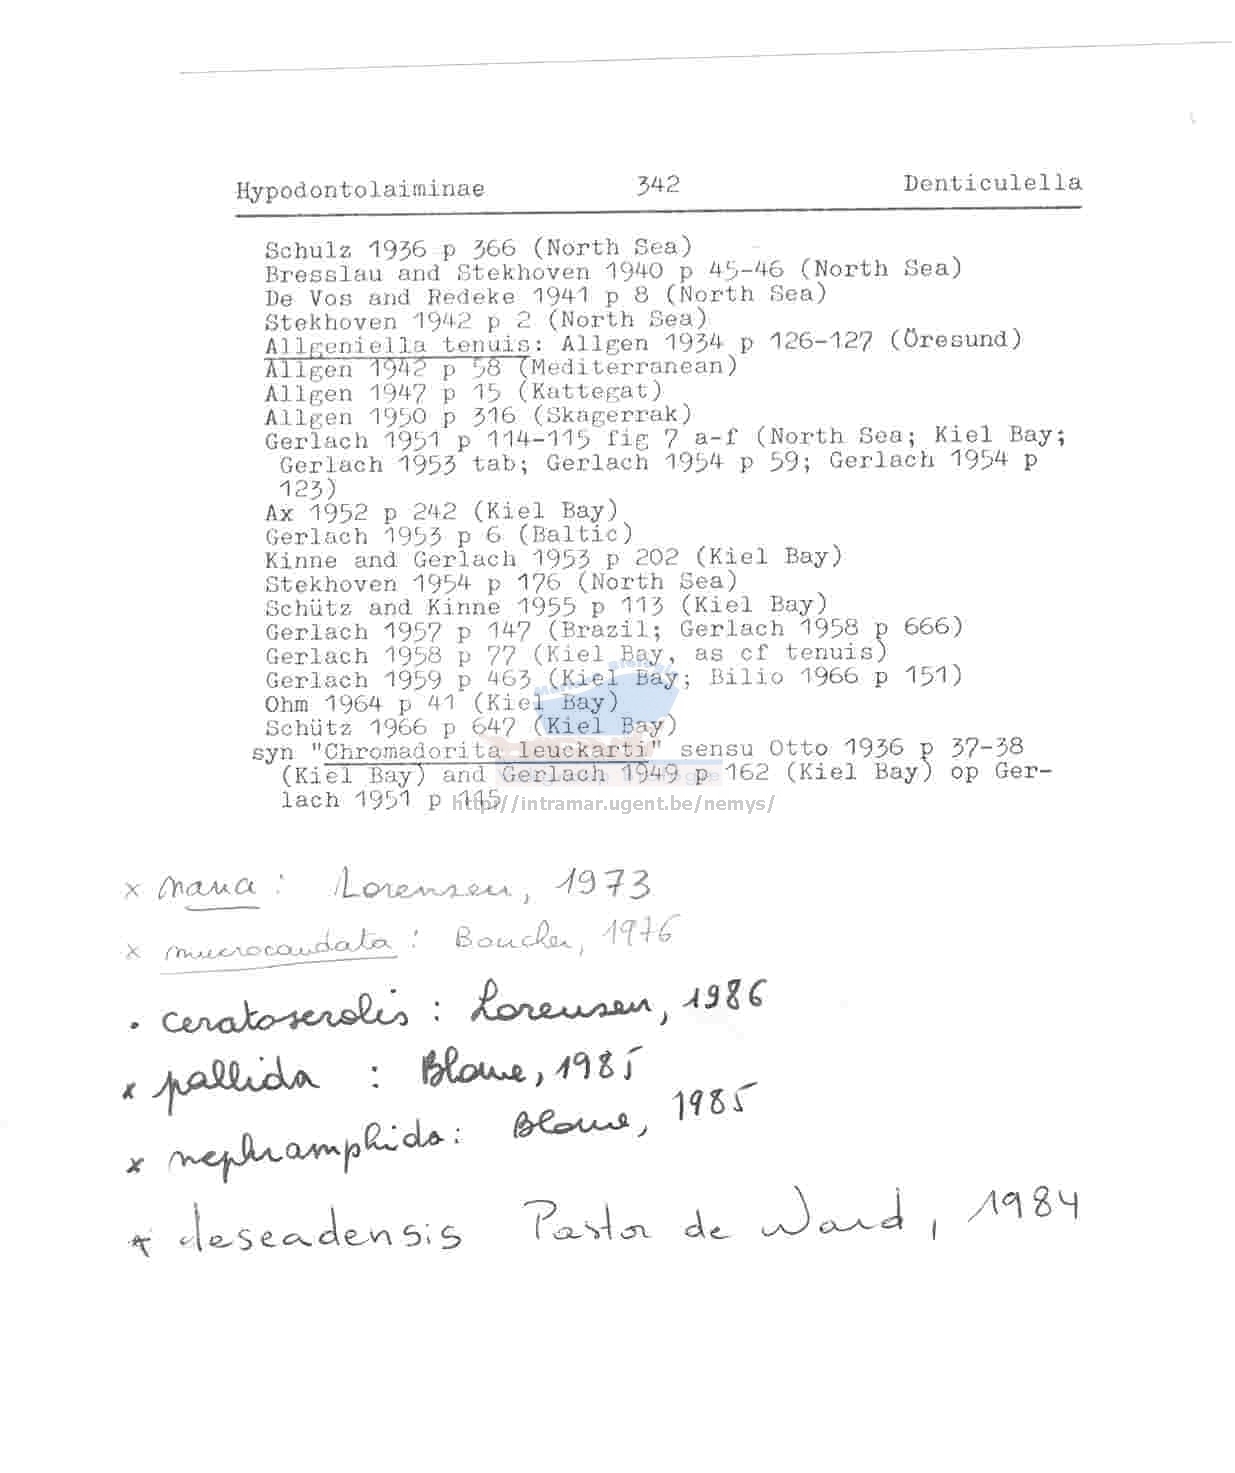 Hypodontolaiminae 342 Denticulella
Schulz 1936 p 366 (North Sea)
Bresslau and Stekhoven 1940 p 45-46 (North Sea)
De Vos and Redeke 1941 p 8 (North Sea)
Stekhoven 1942 p 2 (North Sea)
Allgeniella tenuis: Allgen 1934 p 126-127 (Öresund)
Allgen 1942 p 58 (Mediterranean)
Allgen 1947 p 15 (Kattegat)
Allgen 1950 p 316 (Skagerrak)
Gerlach 1951 p 114-115 fig 7 a-f (North Sea; Kiel Bay;
Gerlach 1953 tab; Gerlach 1954 p 59; Gerlach 1954 p
123)
Ax 1952 p 242 (Kiel Bay)
Gerlach 1953 p 6 (Baltic)
Kinne and Gerlach 1953 p 202 (Kiel Bay)
Stekhoven 1954 p 176 (North Sea)
Schütz and Kinne 1955 p 113 (Kiel Bay)
Gerlach 1957 p 147 (Brazil; Gerlach 1958 p 666)
Gerlach 1958 p 77 (Kiel Bay, as cf tenuis)
Gerlach 1959 p 463 (Kiel Bay; Bilio 1966 p 151)
Ohm 1964 p 41 (Kiel Bay)
Schütz 1966 p 647 (Kiel Bay)
syn "Chromadorita leuckarti" sensu Otto 1936 p 37-38
(Kiel Bay) and Gerlach 1949 p 162 (Kiel Bay) op Ger-
lach 1951 p 115
http://intramar.ugent.be/nemys/
x nana : Lorenzen, 1973
x mucrocaudata : Boucher, 1976
• ceratoserolis : Lorenzen, 1986
x pallida : Blome, 1985
x nephramphida : Blome, 1985
* deseadensis Pastor de Ward, 1984